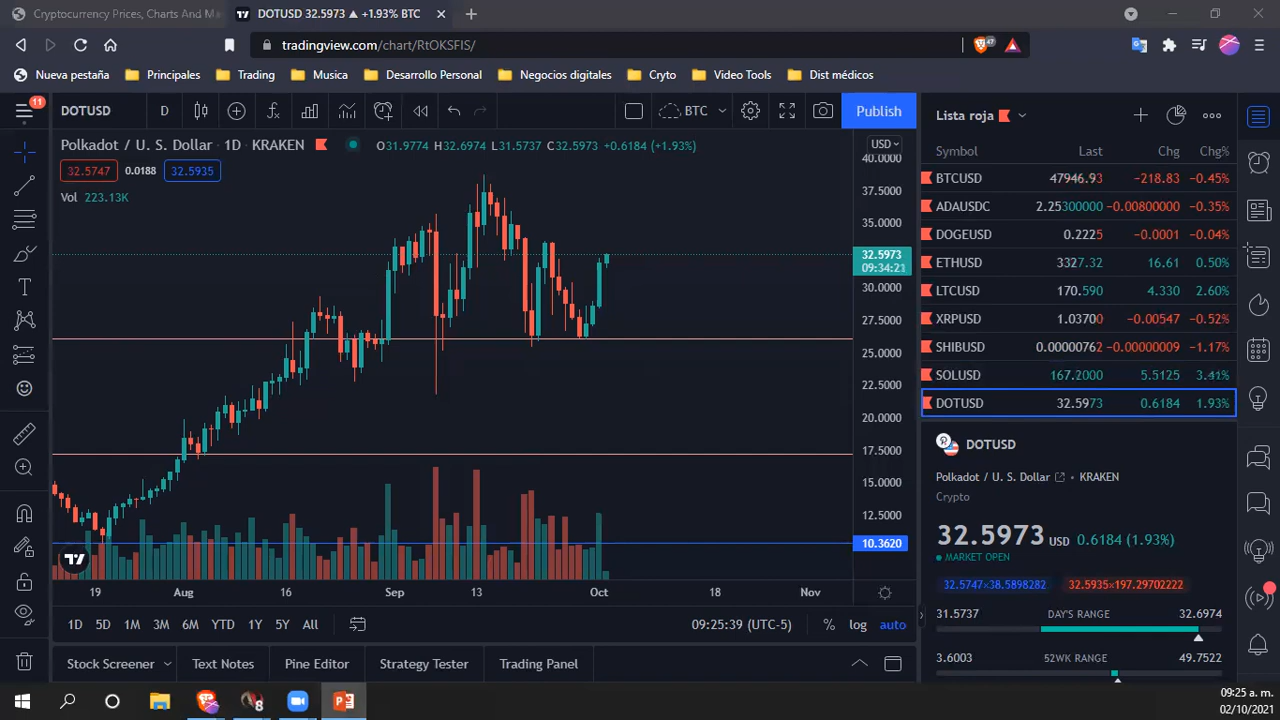 Cryptocurrency Prices, Charts And Ma
DOTUSD 32.5973 ▲ +1.93% BTC
tradingview.com/chart/RtOKSFIS/
Nueva pestaña Principales Trading Musica Desarrollo Personal Negocios digitales Cryto Video Tools Dist médicos
11
DOTUSD D BTC Publish
Polkadot / U. S. Dollar · 1D · KRAKEN
O31.9774 H32.6974 L31.5737 C32.5973 +0.6184 (+1.93%)
32.5747 0.0188 32.5935
Vol 223.13K
USD
40.0000
37.5000
35.0000
32.5973
09:34:21
30.0000
27.5000
25.0000
22.5000
20.0000
17.5000
15.0000
12.5000
10.3620
19 Aug 16 Sep 13 Oct 18 Nov
1D 5D 1M 3M 6M YTD 1Y 5Y All
09:25:39 (UTC-5) % log auto
Stock Screener Text Notes Pine Editor Strategy Tester Trading Panel
Lista roja
Symbol Last Chg Chg%
BTCUSD 47946.93 −218.83 −0.45%
ADAUSDC 2.25300000 −0.00800000 −0.35%
DOGEUSD 0.2225 −0.0001 −0.04%
ETHUSD 3327.32 16.61 0.50%
LTCUSD 170.590 4.330 2.60%
XRPUSD 1.03700 −0.00547 −0.52%
SHIBUSD 0.00000762 −0.00000009 −1.17%
SOLUSD 167.2000 5.5125 3.41%
DOTUSD 32.5973 0.6184 1.93%
DOTUSD
Polkadot / U. S. Dollar • KRAKEN
Crypto
32.5973 USD 0.6184 (1.93%)
MARKET OPEN
32.5747×38.5898282 32.5935×197.29702222
31.5737 DAY'S RANGE 32.6974
3.6003 52WK RANGE 49.7522
09:25 a. m.
02/10/2021